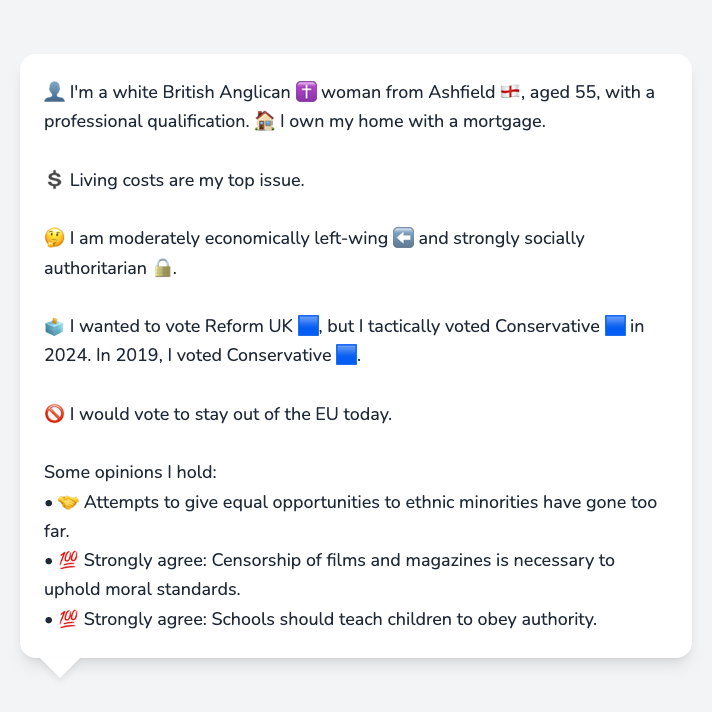 👤 I'm a white British Anglican ✝️ woman from Ashfield 🏴󠁧󠁢󠁥󠁮󠁧󠁿, aged 55, with a
professional qualification. 🏠 I own my home with a mortgage.
💲 Living costs are my top issue.
🤔 I am moderately economically left-wing ⬅️ and strongly socially
authoritarian 🔒.
🗳️ I wanted to vote Reform UK 🟦, but I tactically voted Conservative 🟦 in
2024. In 2019, I voted Conservative 🟦.
🚫 I would vote to stay out of the EU today.
Some opinions I hold:
• 🤝 Attempts to give equal opportunities to ethnic minorities have gone too
far.
• 💯 Strongly agree: Censorship of films and magazines is necessary to
uphold moral standards.
• 💯 Strongly agree: Schools should teach children to obey authority.